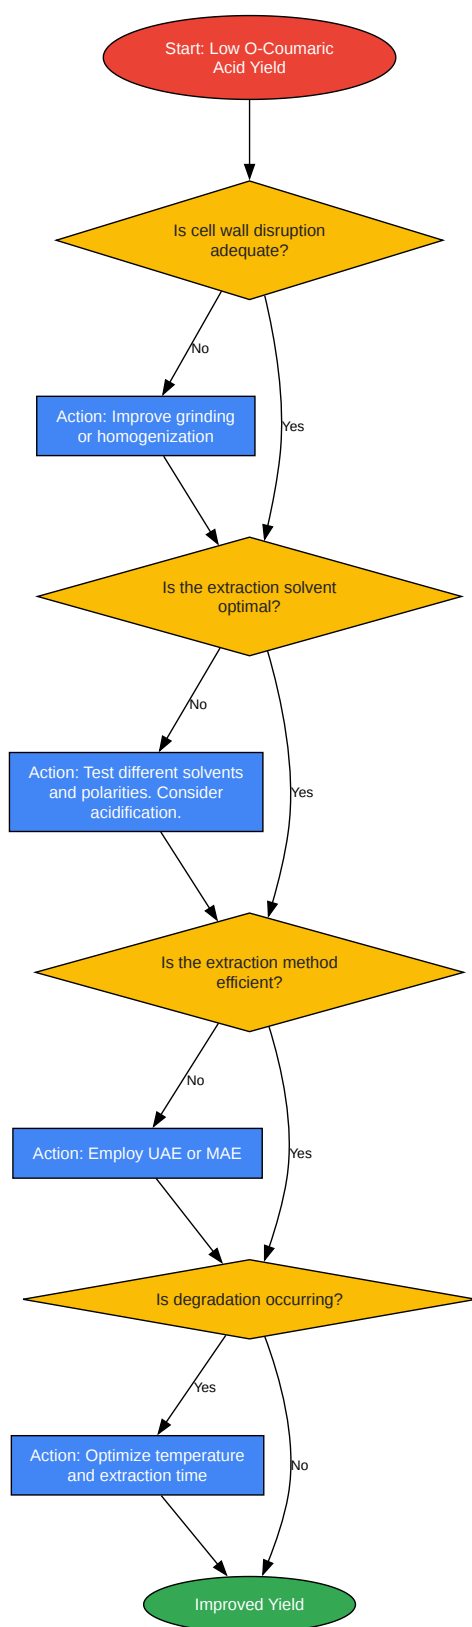 Start: Low O-Coumaric
Acid Yield
Is cell wall disruption
adequate?
No
Yes
Action: Improve grinding
or homogenization
Is the extraction solvent
optimal?
No
Yes
Action: Test different solvents
and polarities. Consider
acidification.
Is the extraction method
efficient?
No
Yes
Action: Employ UAE or MAE
Is degradation occurring?
Yes
No
Action: Optimize temperature
and extraction time
Improved Yield